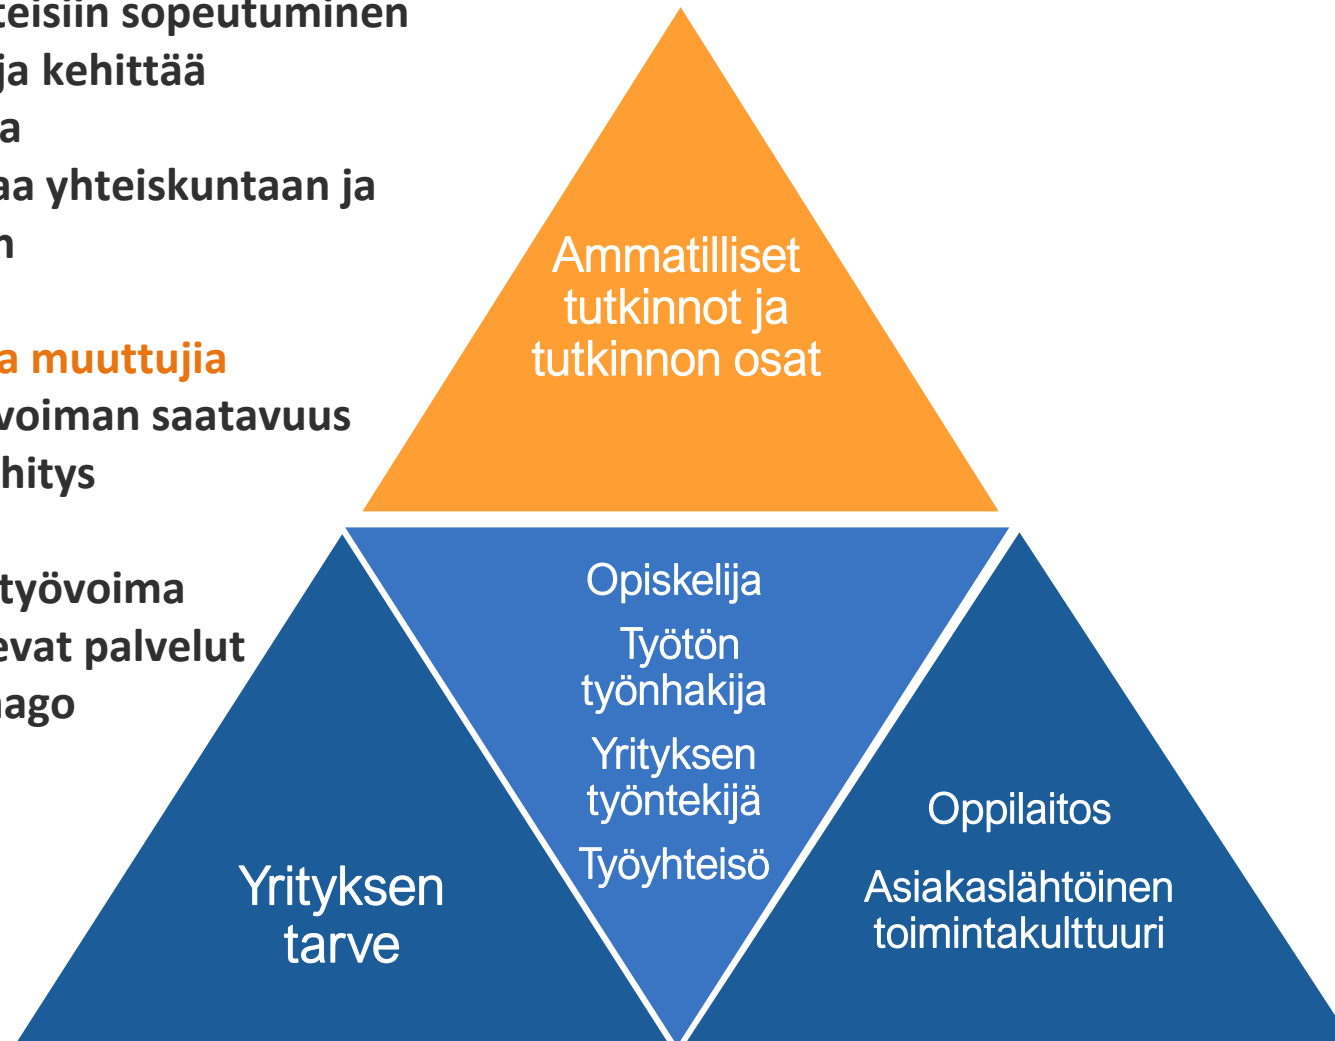 teisiin sopeutuminen
ja kehittää
a
aa yhteiskuntaan ja
n
a muuttujia
voiman saatavuus
hitys
työvoima
evat palvelut
ago
Ammatilliset
tutkinnot ja
tutkinnon osat
Opiskelija
Työtön
työnhakija
Yrityksen
työntekijä
Työyhteisö
Yrityksen
tarve
Oppilaitos
Asiakaslähtöinen
toimintakulttuuri